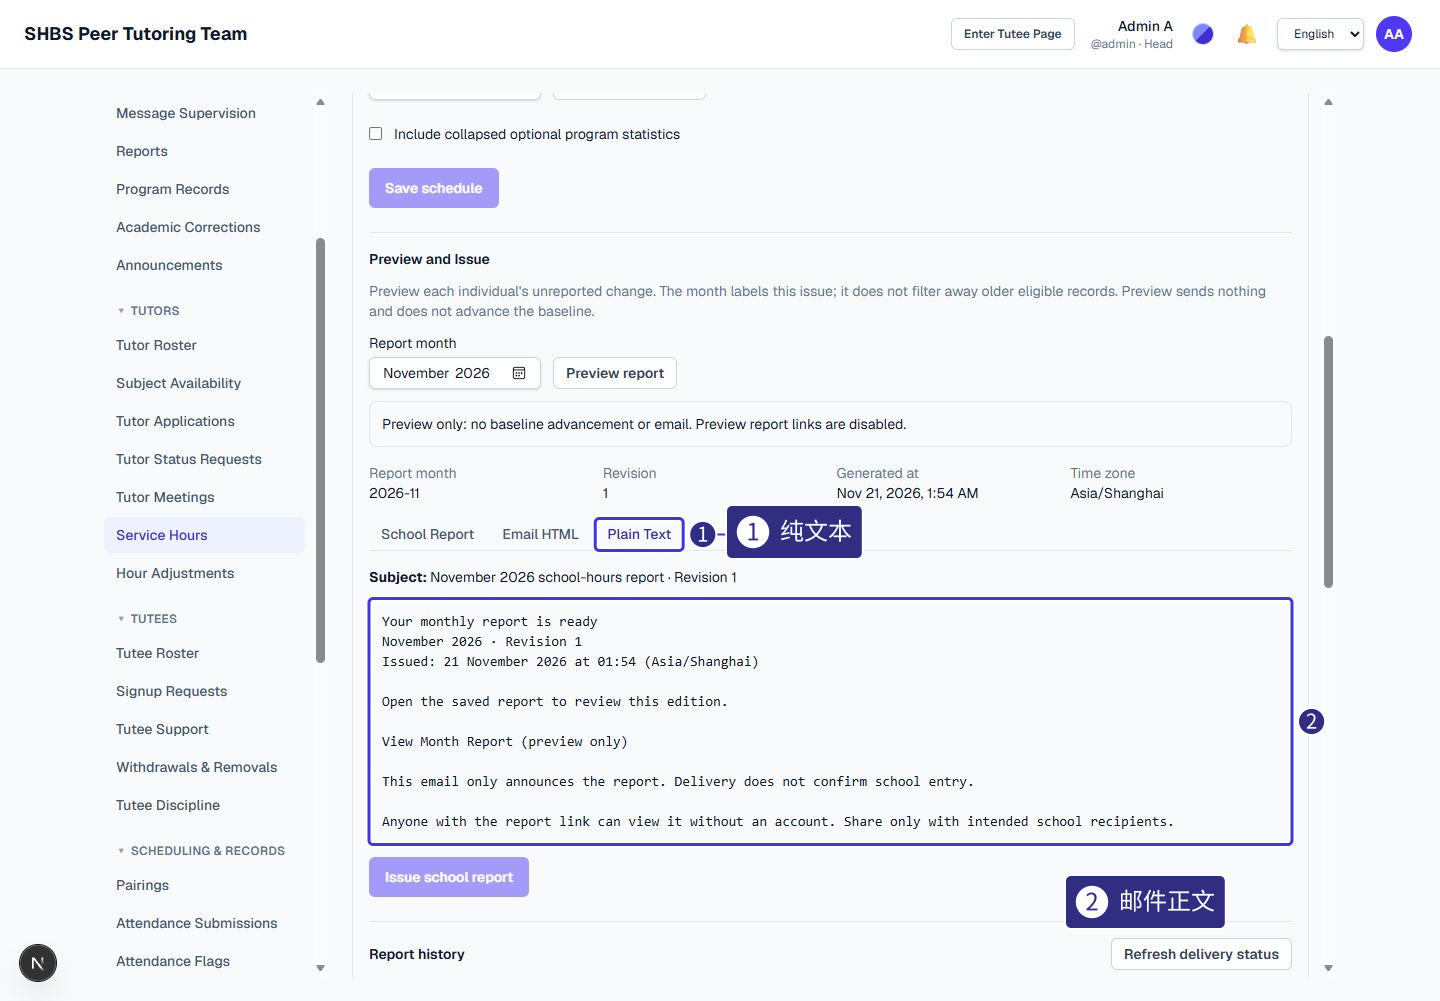 SHBS Peer Tutoring Team
Enter Tutee Page
Admin A
@admin · Head
English
AA
Message Supervision
Reports
Program Records
Academic Corrections
Announcements
TUTORS
Tutor Roster
Subject Availability
Tutor Applications
Tutor Status Requests
Tutor Meetings
Service Hours
Hour Adjustments
TUTEES
Tutee Roster
Signup Requests
Tutee Support
Withdrawals & Removals
Tutee Discipline
SCHEDULING & RECORDS
Pairings
Attendance Submissions
Attendance Flags
N
Include collapsed optional program statistics
Save schedule
Preview and Issue
Preview each individual's unreported change. The month labels this issue; it does not filter away older eligible records. Preview sends nothing
and does not advance the baseline.
Report month
November 2026
Preview report
Preview only: no baseline advancement or email. Preview report links are disabled.
Report month
2026-11
Revision
1
Generated at
Nov 21, 2026, 1:54 AM
Time zone
Asia/Shanghai
School Report
Email HTML
Plain Text
1
1 纯文本
Subject: November 2026 school-hours report · Revision 1
Your monthly report is ready
November 2026 · Revision 1
Issued: 21 November 2026 at 01:54 (Asia/Shanghai)
Open the saved report to review this edition.
View Month Report (preview only)
This email only announces the report. Delivery does not confirm school entry.
Anyone with the report link can view it without an account. Share only with intended school recipients.
2
Issue school report
2 邮件正文
Report history
Refresh delivery status